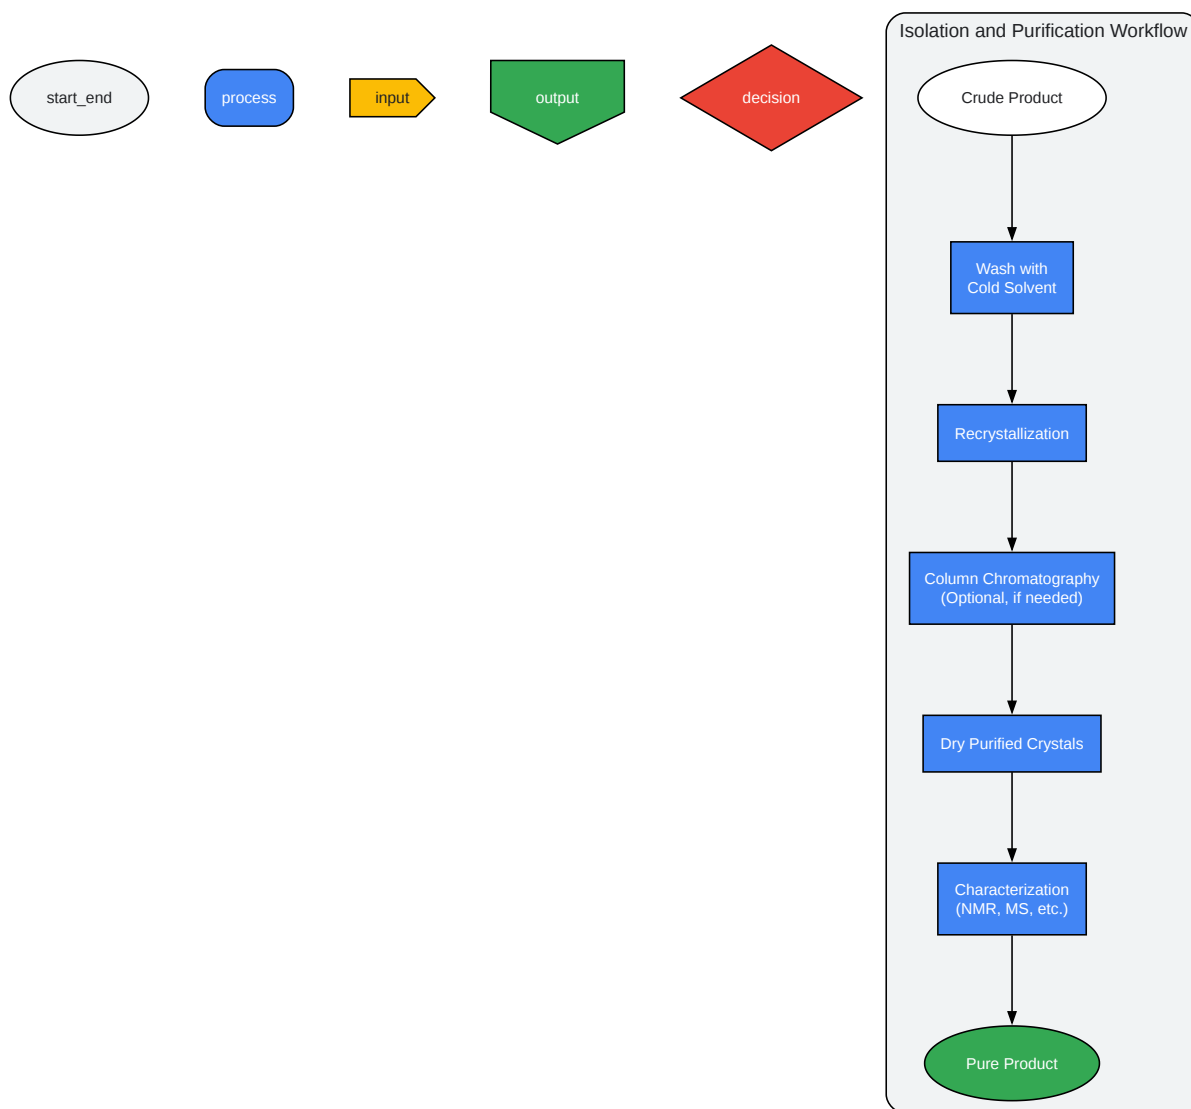 Isolation and Purification Workflow
start_end
process
input
output
decision
Crude Product
Wash with
Cold Solvent
Recrystallization
Column Chromatography
(Optional, if needed)
Dry Purified Crystals
Characterization
(NMR, MS, etc.)
Pure Product